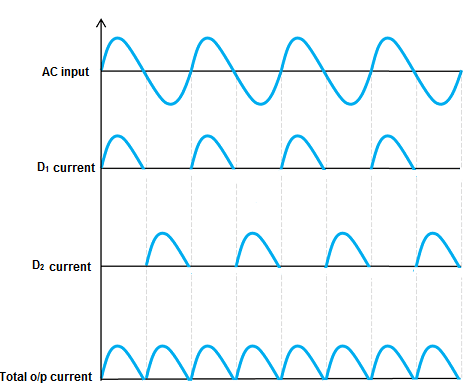 AC input
D1 current
D2 current
Total o/p current